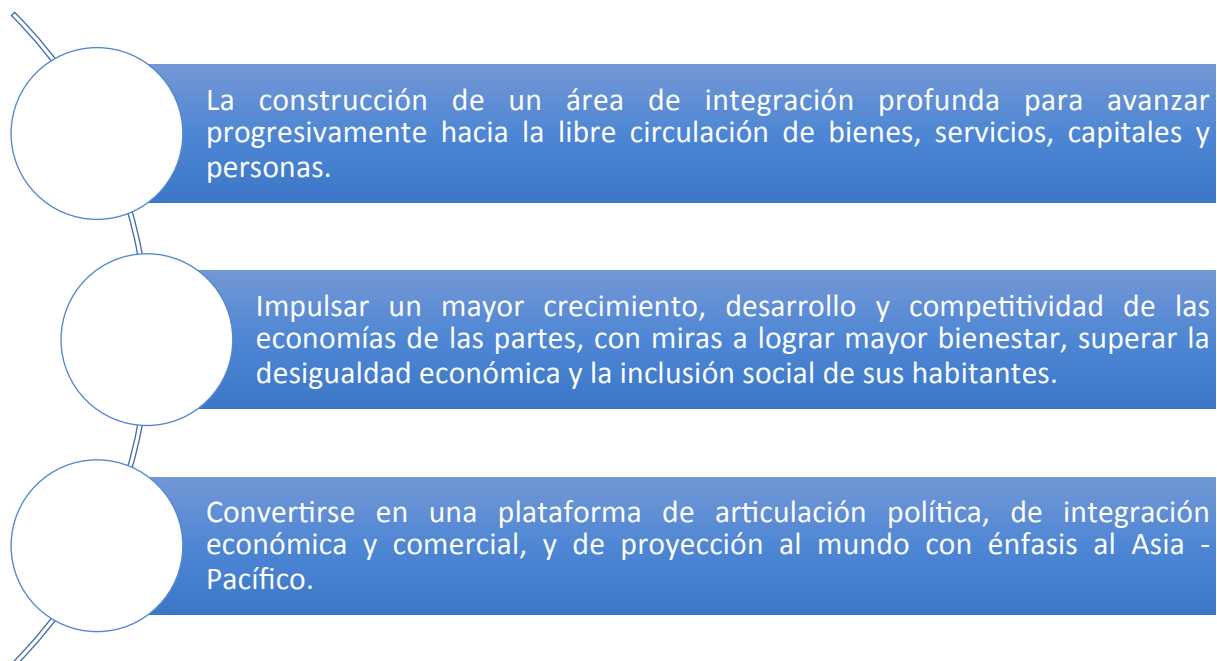 La construcción de un área de integración profunda para avanzar
progresivamente hacia la libre circulación de bienes, servicios, capitales y
personas.
Impulsar un mayor crecimiento, desarrollo y competitividad de las
economías de las partes, con miras a lograr mayor bienestar, superar la
desigualdad económica y la inclusión social de sus habitantes.
Convertirse en una plataforma de articulación política, de integración
económica y comercial, y de proyección al mundo con énfasis al Asia -
Pacífico.